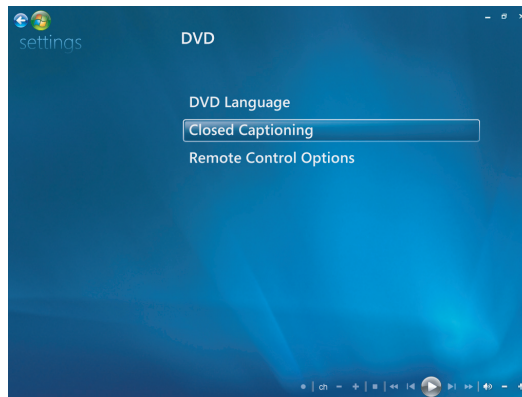 settings
DVD
DVD Language
Closed Captioning
Remote Control Options
ch